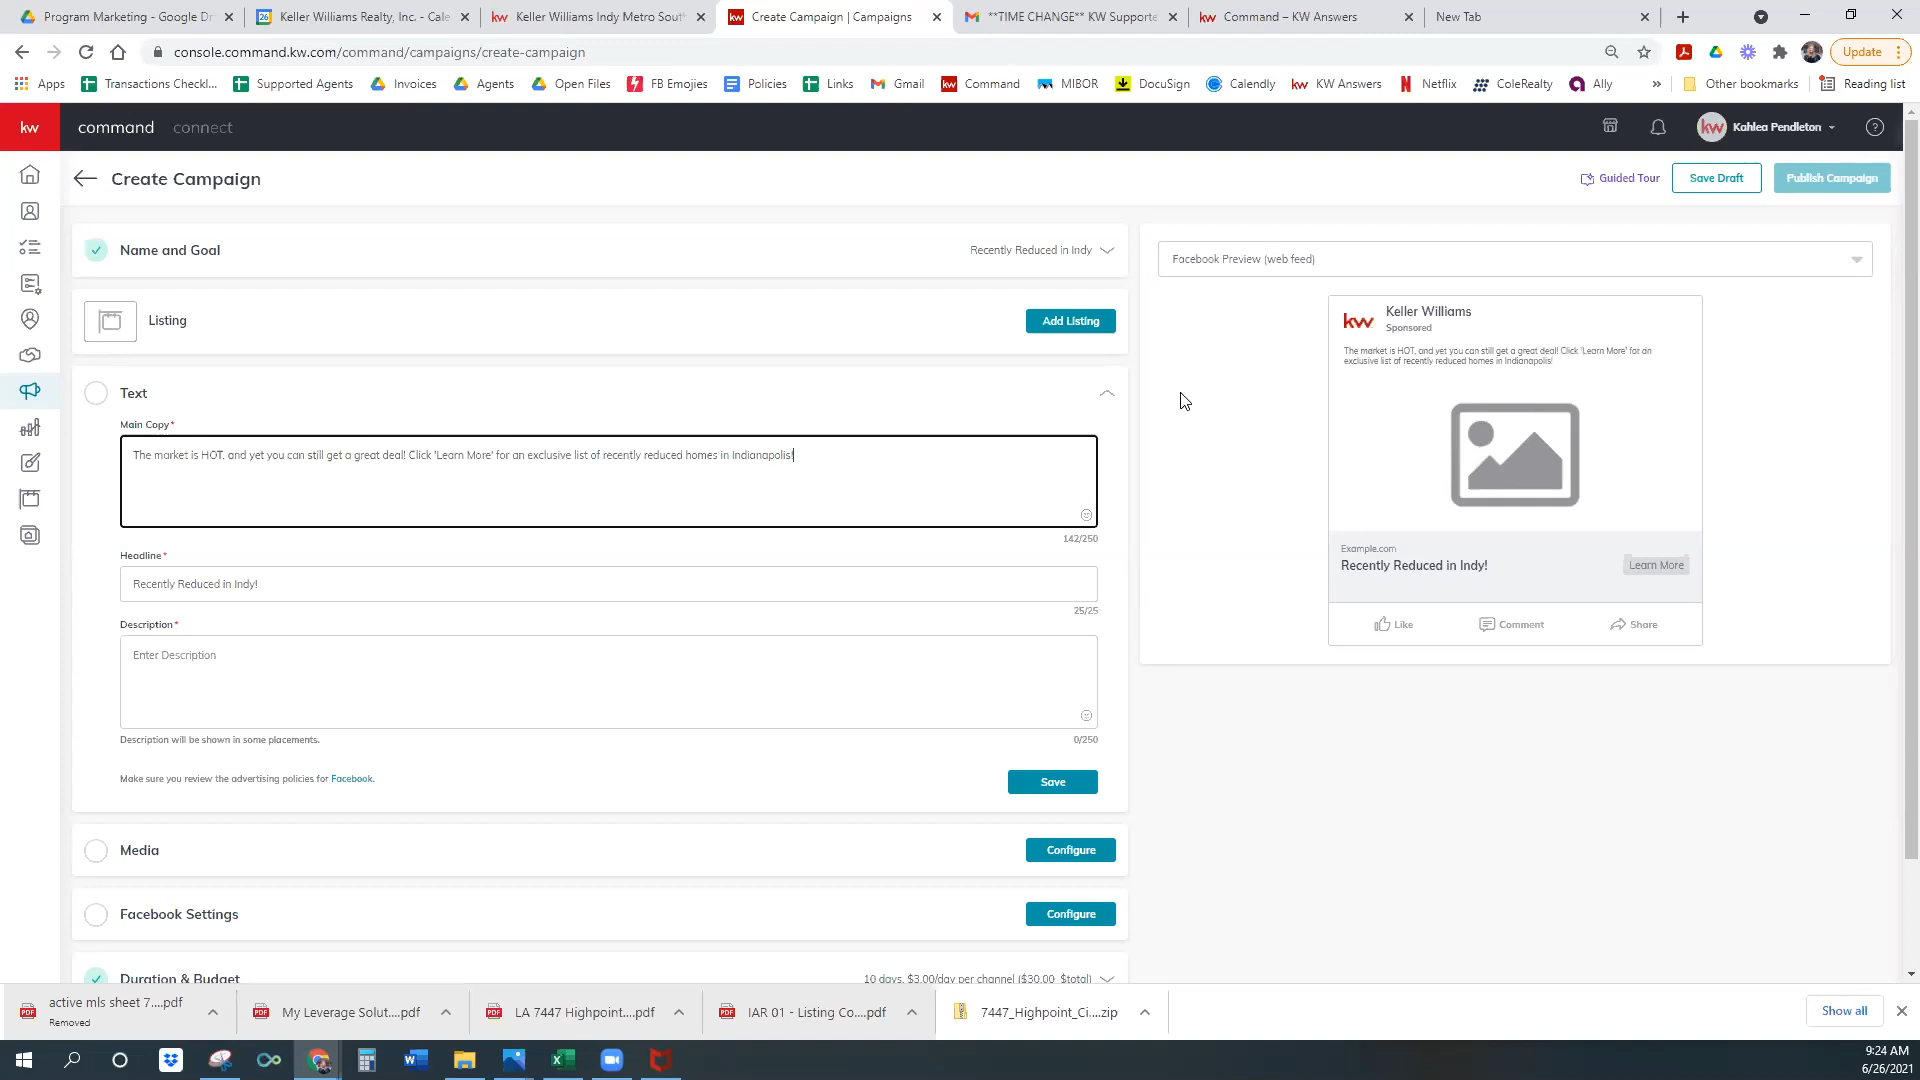 Program Marketing - Google Dr
Keller Williams Realty, Inc. - Cale
Keller Williams Indy Metro Sout
Create Campaign | Campaigns
**TIME CHANGE** KW Supporte
Command – KW Answers
New Tab
console.command.kw.com/command/campaigns/create-campaign
Update
Apps
Transactions Checkl...
Supported Agents
Invoices
Agents
Open Files
FB Emojies
Policies
Links
Gmail
Command
MIBOR
DocuSign
Calendly
KW Answers
Netflix
ColeRealty
Ally
»
Other bookmarks
Reading list
kw
command
connect
kw
Kahlea Pendleton
Create Campaign
Guided Tour
Save Draft
Publish Campaign
Name and Goal
Recently Reduced in Indy
Listing
Add Listing
Text
Main Copy*
The market is HOT, and yet you can still get a great deal! Click 'Learn More' for an exclusive list of recently reduced homes in Indianapolis!
142/250
Headline*
Recently Reduced in Indy!
25/25
Description*
Enter Description
Description will be shown in some placements.
0/250
Make sure you review the advertising policies for Facebook.
Save
Media
Configure
Facebook Settings
Configure
Duration & Budget
10 days, $3.00/day per channel ($30.00 $total)
Facebook Preview (web feed)
kw
Keller Williams
Sponsored
The market is HOT, and yet you can still get a great deal! Click 'Learn More' for an
exclusive list of recently reduced homes in Indianapolis!
Example.com
Recently Reduced in Indy!
Learn More
Like
Comment
Share
active mls sheet 7....pdf
Removed
My Leverage Solut....pdf
LA 7447 Highpoint....pdf
IAR 01 - Listing Co....pdf
7447_Highpoint_Ci....zip
Show all
9:24 AM
6/26/2021